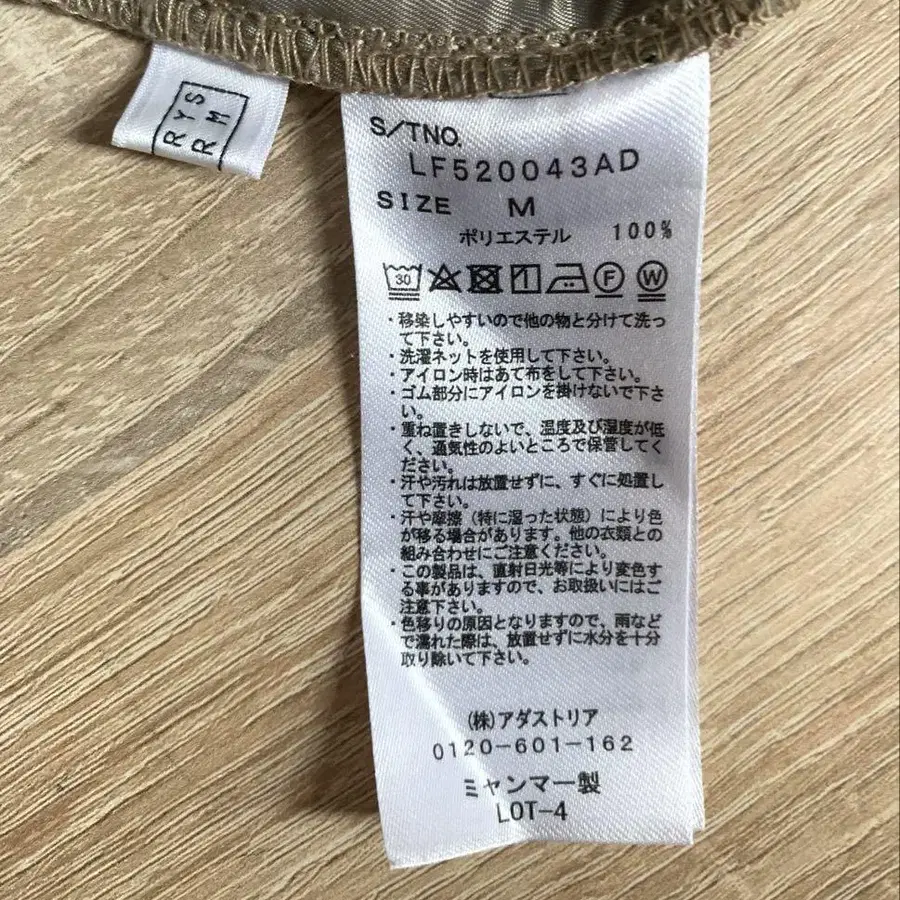 RYS
RM
S/TNO.
LF520043AD
SIZE M
ポリエステル 100%
30 1 F W
・移染しやすいので他の物と分けて洗っ
て下さい。
・洗濯ネットを使用して下さい。
・アイロン時はあて布をして下さい。
・ゴム部分にアイロンを掛けないで下さ
い。
・重ね置きしないで、温度及び湿度が低
く、通気性のよいところで保管してく
ださい。
・汗や汚れは放置せずに、すぐに処置し
て下さい。
・汗や摩擦（特に湿った状態）により色
が移る場合があります。他の衣類との
組み合わせにご注意ください。
・この製品は、直射日光等により変色す
る事がありますので、お取扱いにはご
注意下さい。
・色移りの原因となりますので、雨など
で濡れた際は、放置せずに水分を十分
取り除いて下さい。
(株)アダストリア
0120-601-162
ミャンマー製
LOT-4